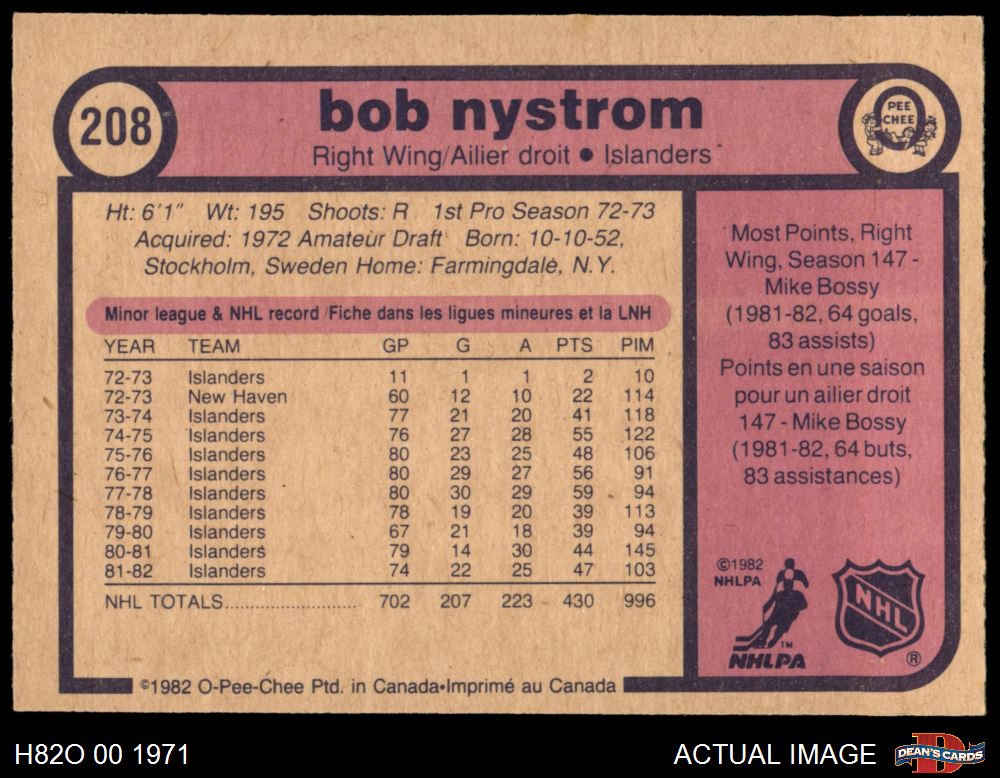 208
bob nystrom
Right Wing/Ailier droit ● Islanders
O
PEE
CHEE
Ht: 6'1" Wt: 195 Shoots: R 1st Pro Season 72-73
Acquired: 1972 Amateur Draft Born: 10-10-52,
Stockholm, Sweden Home: Farmingdale, N.Y.
Minor league & NHL record/Fiche dans les ligues mineures et la LNH
YEAR TEAM GP G A PTS PIM
72-73 Islanders 11 1 1 2 10
72-73 New Haven 60 12 10 22 114
73-74 Islanders 77 21 20 41 118
74-75 Islanders 76 27 28 55 122
75-76 Islanders 80 23 25 48 106
76-77 Islanders 80 29 27 56 91
77-78 Islanders 80 30 29 59 94
78-79 Islanders 78 19 20 39 113
79-80 Islanders 67 21 18 39 94
80-81 Islanders 79 14 30 44 145
81-82 Islanders 74 22 25 47 103
NHL TOTALS.................... 702 207 223 430 996
Most Points, Right
Wing, Season 147 -
Mike Bossy
(1981-82, 64 goals,
83 assists)
Points en une saison
pour un ailier droit
147 - Mike Bossy
(1981-82, 64 buts,
83 assistances)
©1982
NHLPA
TM
NHLPA
NHL
®
©1982 O-Pee-Chee Ptd. in Canada•Imprimé au Canada
H82O 00 1971
ACTUAL IMAGE
D
DEAN'S CARDS